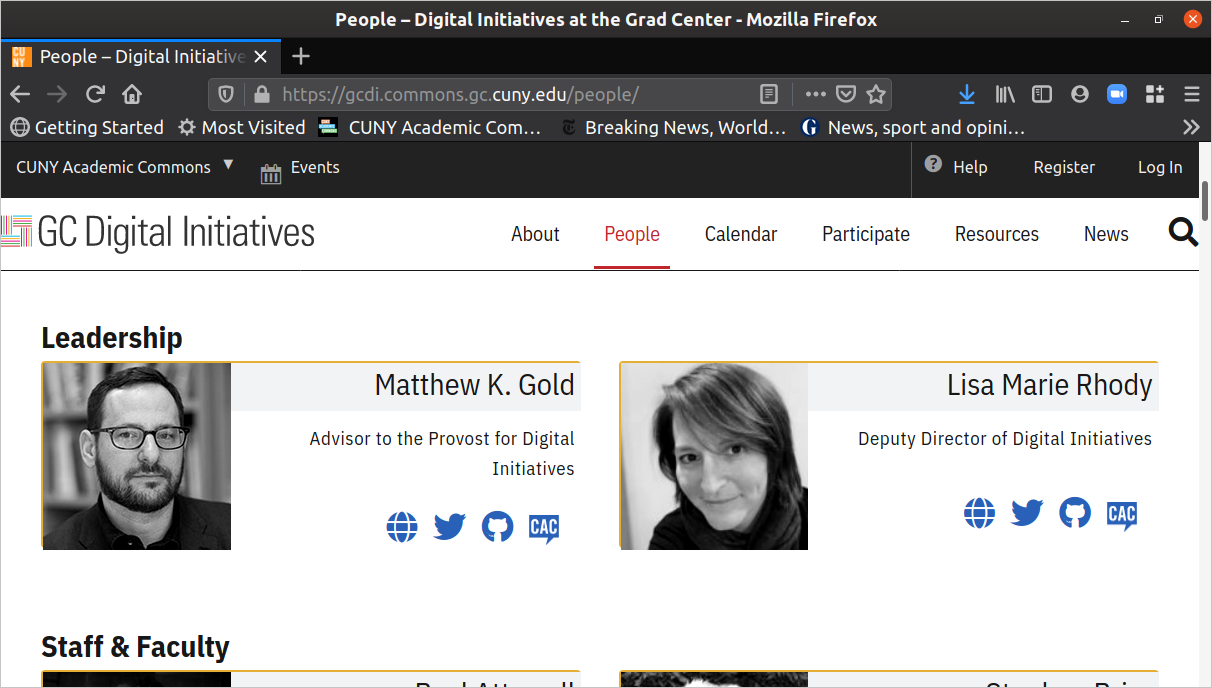 People – Digital Initiatives at the Grad Center - Mozilla Firefox
CU
NY
People – Digital Initiative
https://gcdi.commons.gc.cuny.edu/people/
Getting Started
Most Visited
CUNY Academic Com…
Breaking News, World…
G
News, sport and opini…
CUNY Academic Commons
Events
? Help
Register
Log In
GC Digital Initiatives
About
People
Calendar
Participate
Resources
News
Leadership
Matthew K. Gold
Advisor to the Provost for Digital
Initiatives
CAC
Lisa Marie Rhody
Deputy Director of Digital Initiatives
CAC
Staff & Faculty